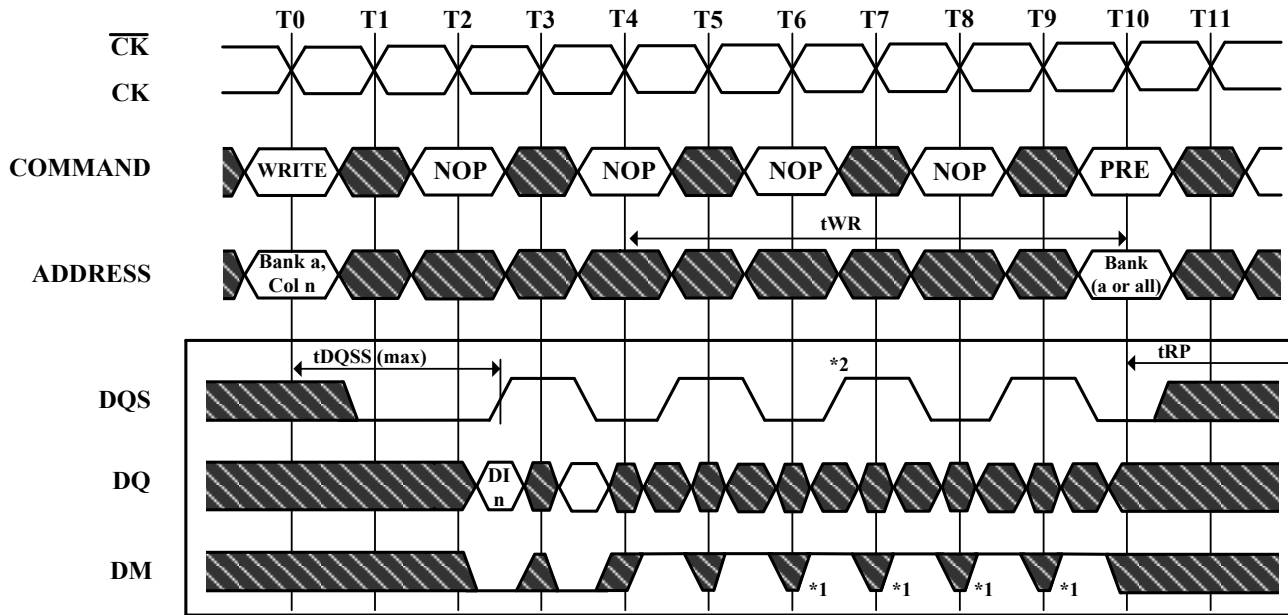 T0 T1 T2 T3 T4 T5 T6 T7 T8 T9 T10 T11
CK
CK
COMMAND WRITE NOP NOP NOP NOP PRE
tWR
ADDRESS Bank a, Col n Bank (a or all)
tDQSS (max) *2 tRP
DQS
DQ DI n
DM *1 *1 *1 *1